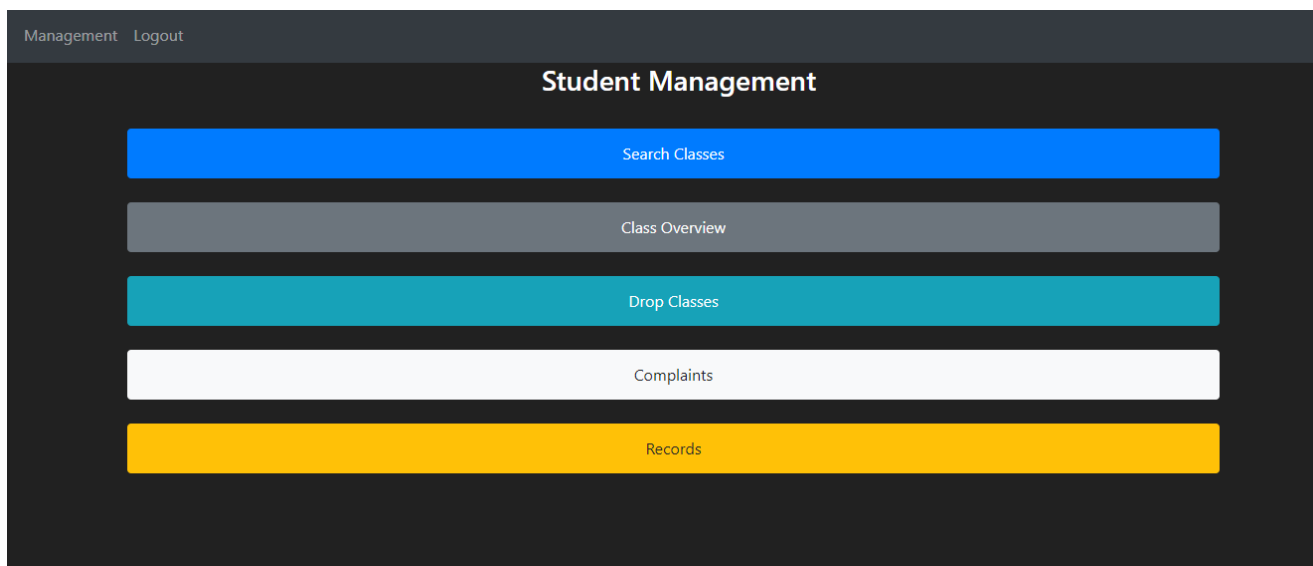 Management Logout
Student Management
Search Classes
Class Overview
Drop Classes
Complaints
Records